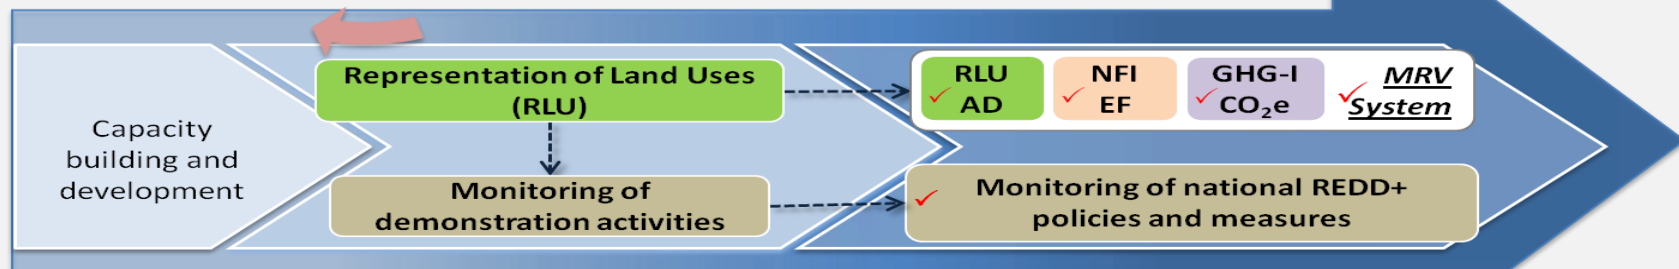 Capacity
building and
development
Representation of Land Uses
(RLU)
Monitoring of
demonstration activities
RLU
AD
NFI
EF
GHG-I
CO₂e
MRV
System
Monitoring of national REDD+
policies and measures